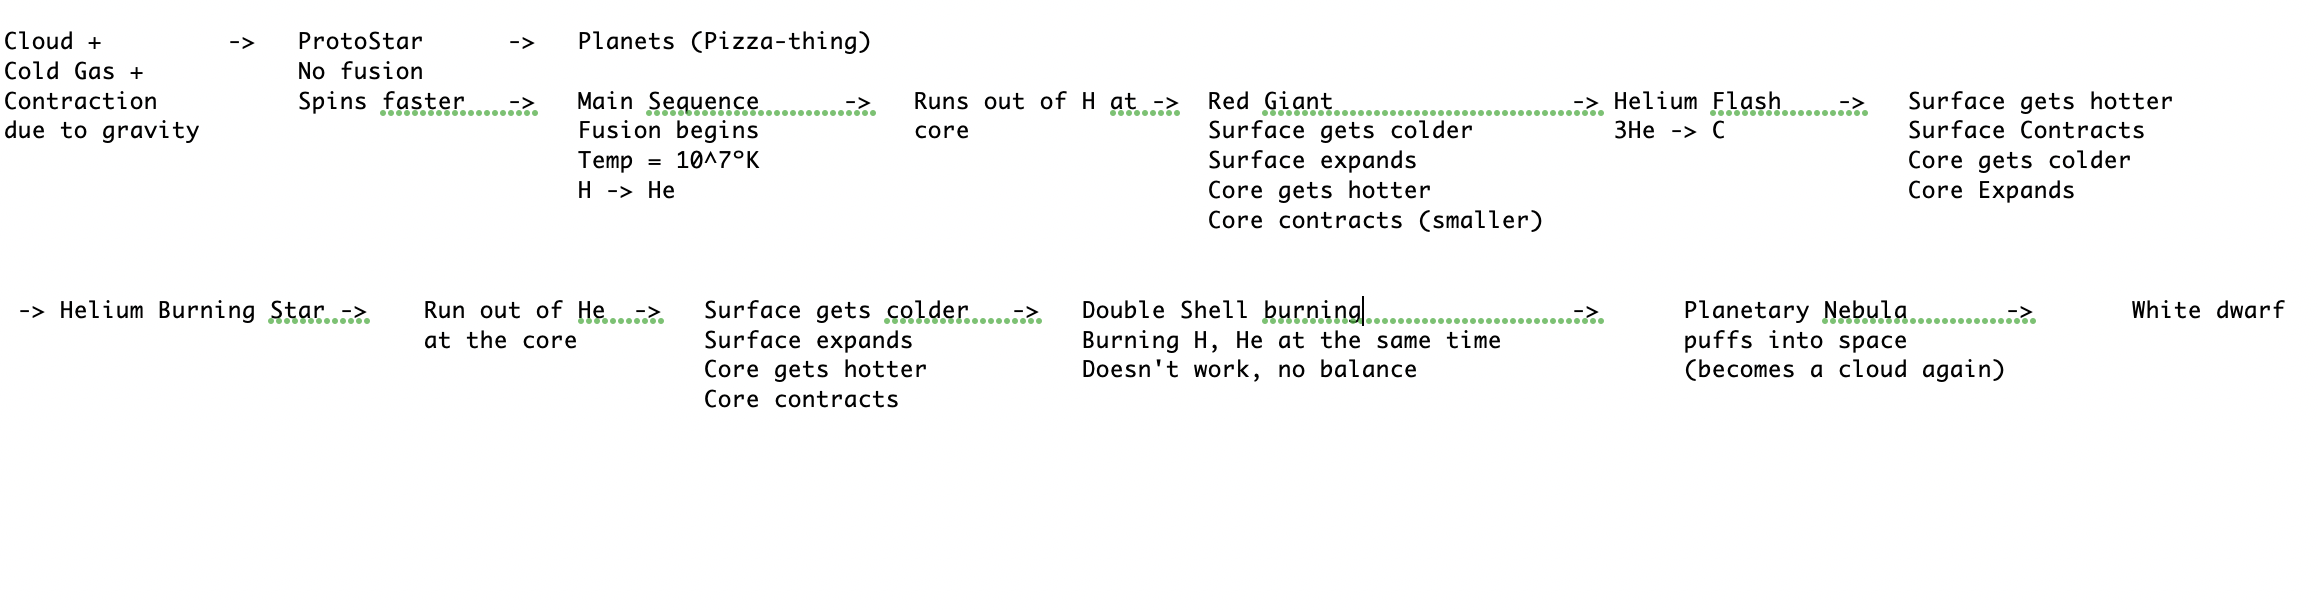 Cloud + -> ProtoStar -> Planets (Pizza-thing)
Cold Gas + No fusion
Contraction Spins faster -> Main Sequence -> Runs out of H at -> Red Giant -> Helium Flash -> Surface gets hotter
due to gravity Fusion begins core Surface gets colder 3He -> C Surface Contracts
Temp = 10^7°K Surface expands Core gets colder
H -> He Core gets hotter Core Expands
Core contracts (smaller)
-> Helium Burning Star -> Run out of He -> Surface gets colder -> Double Shell burning -> Planetary Nebula -> White dwarf
at the core Surface expands Burning H, He at the same time puffs into space
Core gets hotter Doesn't work, no balance (becomes a cloud again)
Core contracts